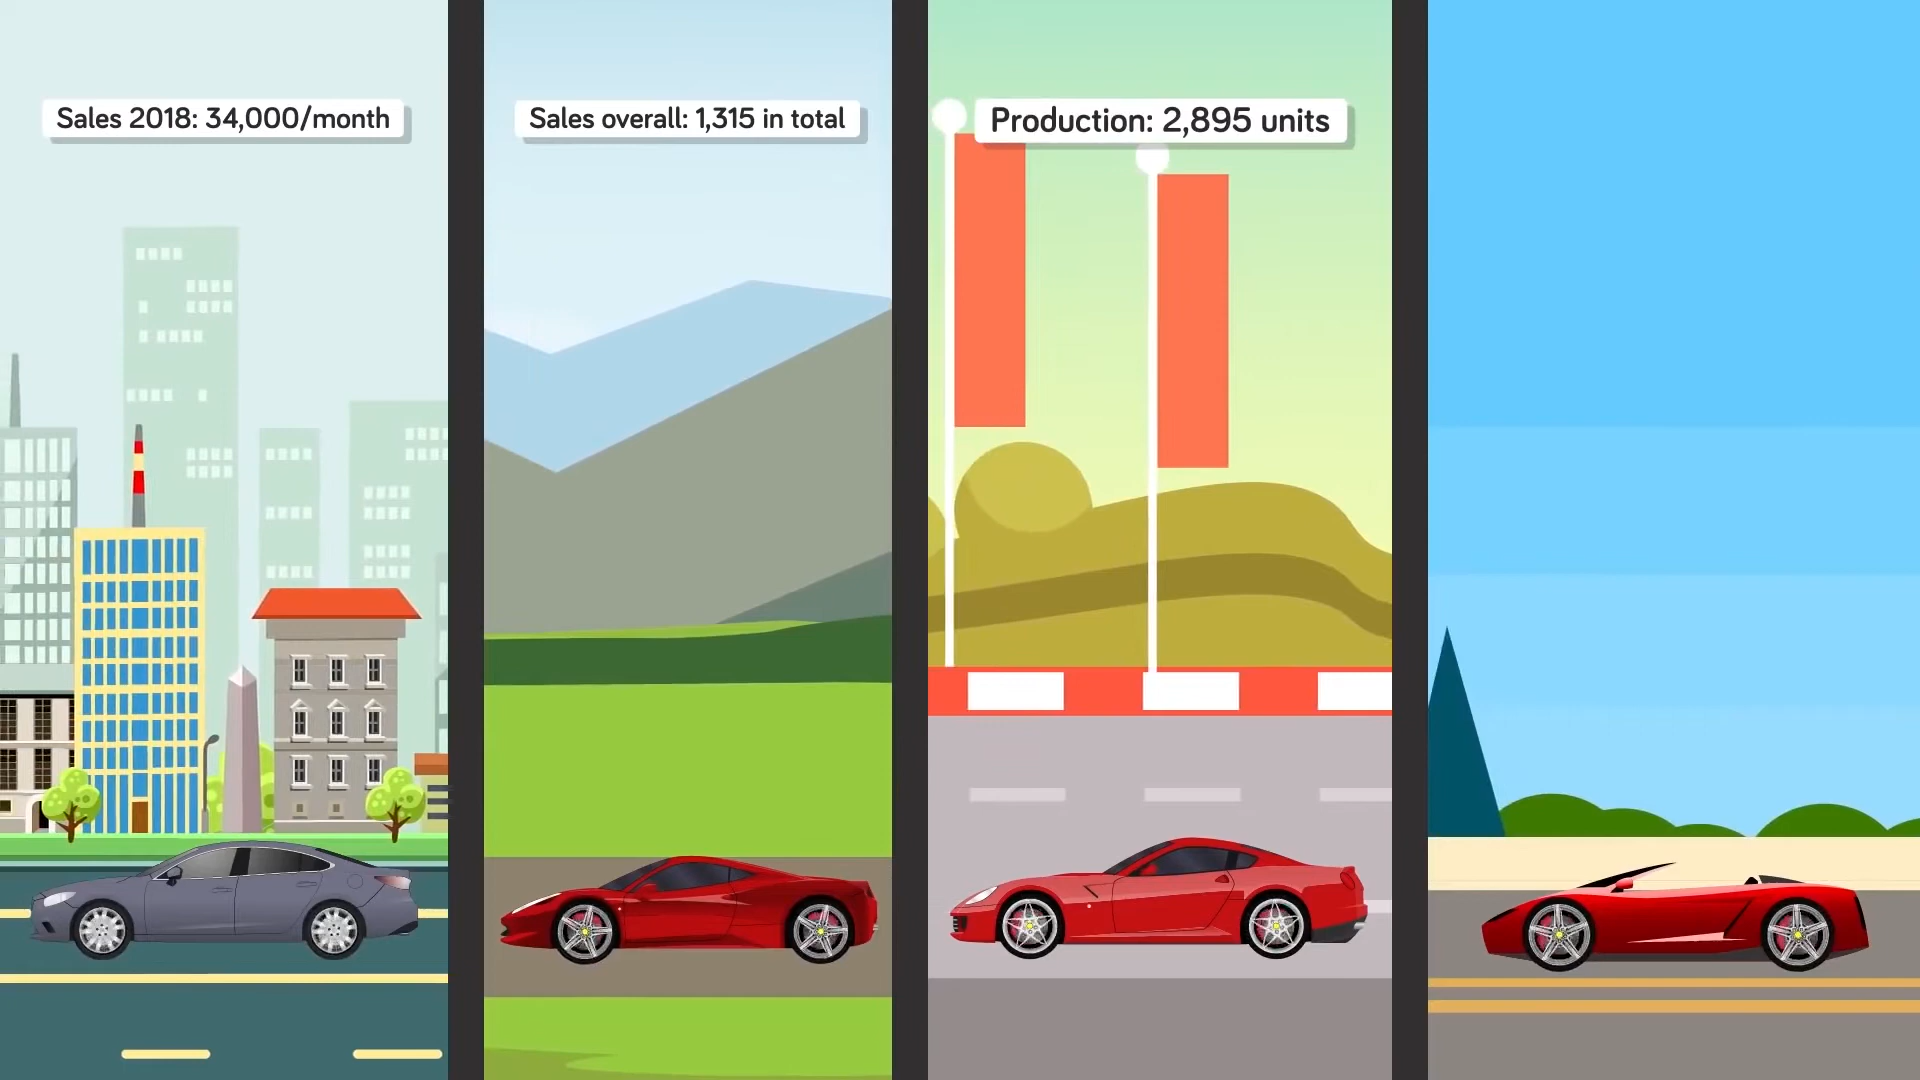 Sales 2018: 34,000/month
Sales overall: 1,315 in total
Production: 2,895 units